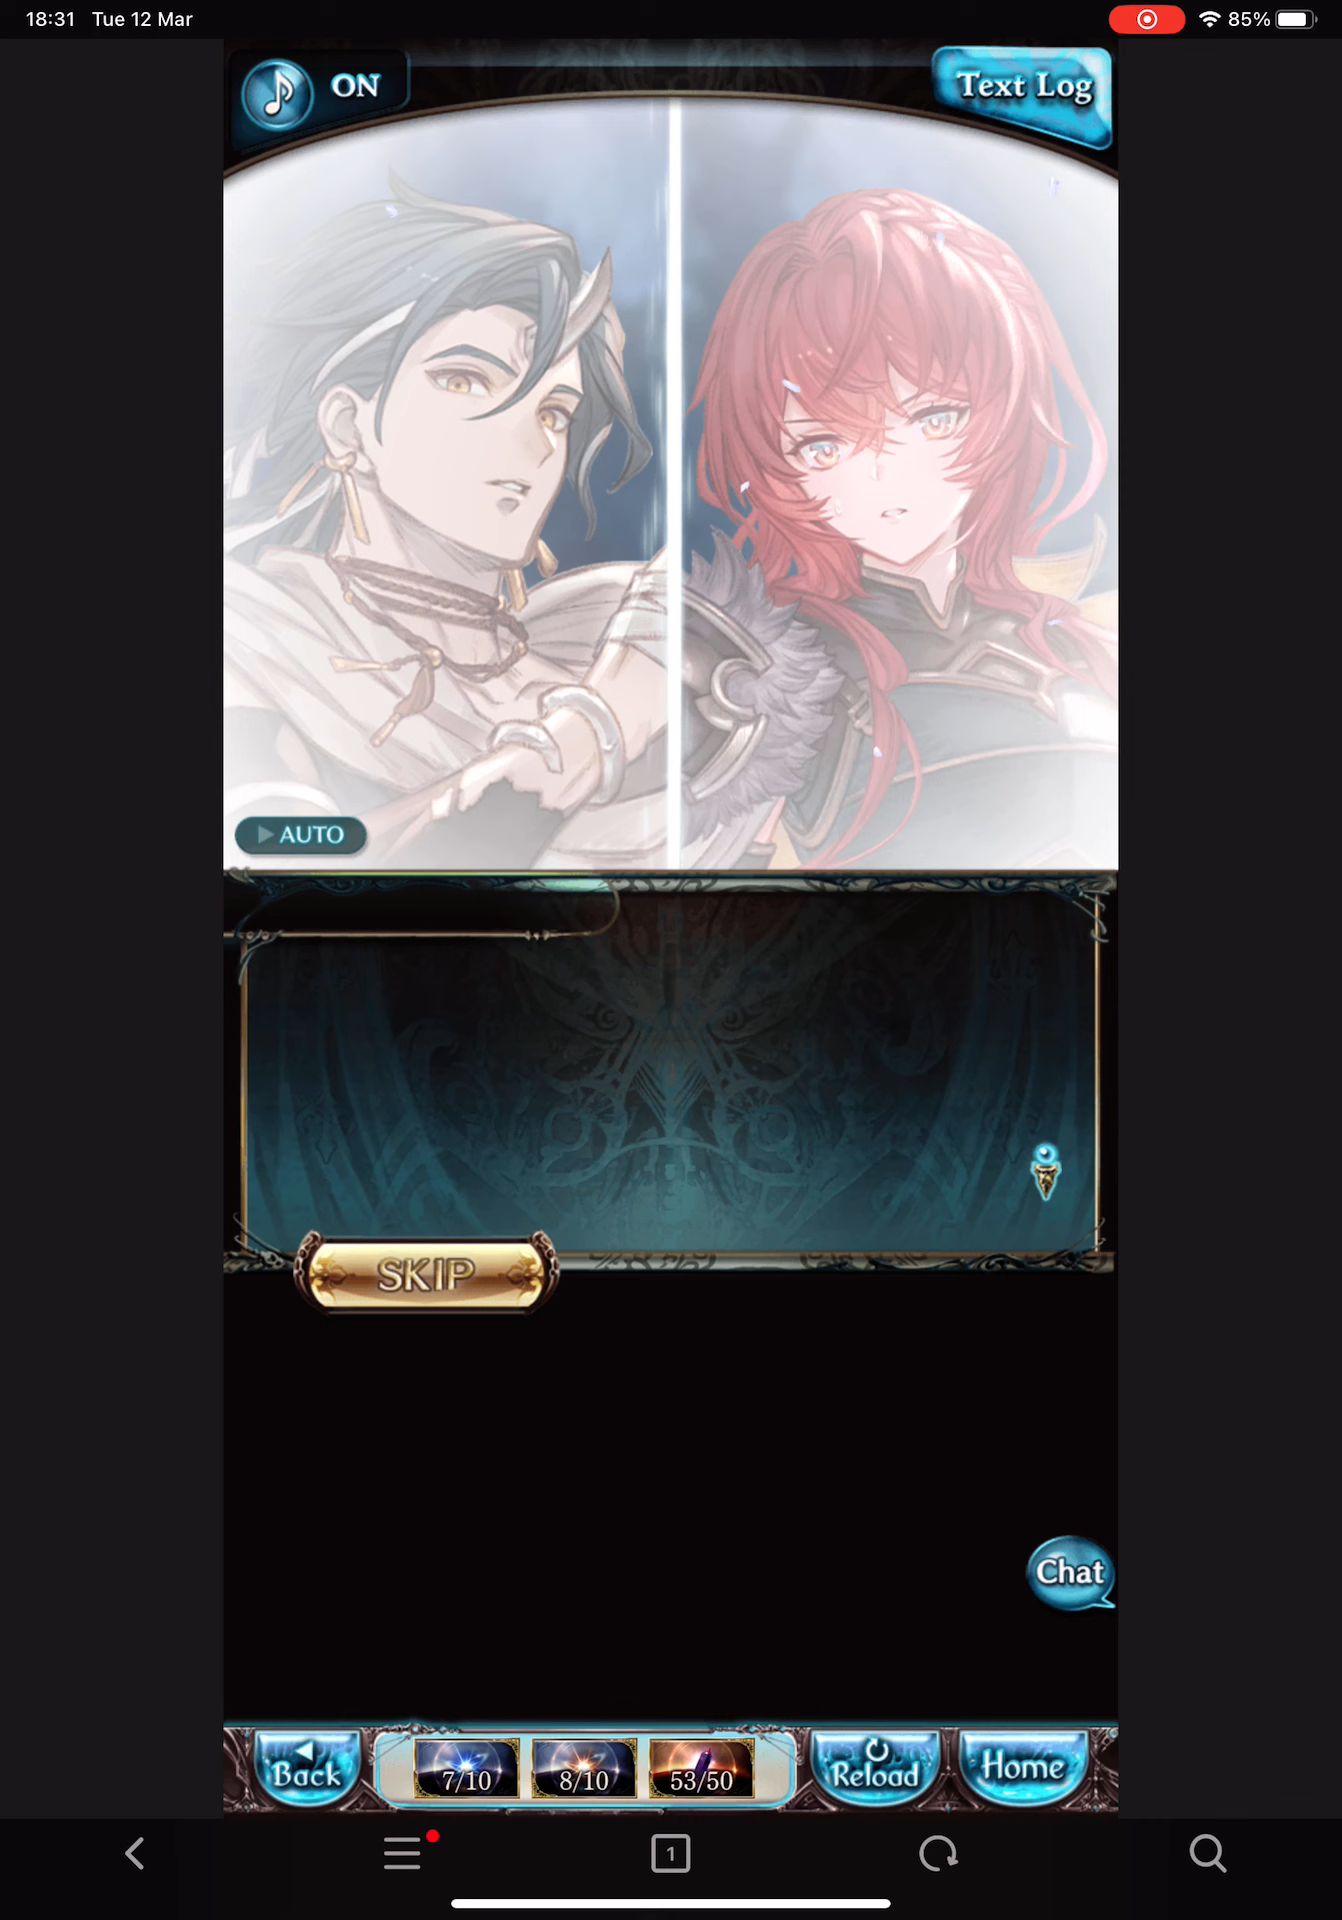 18:31 Tue 12 Mar
85%
ON
Text Log
AUTO
SKIP
Chat
Back
7/10
8/10
53/50
Reload
Home
1